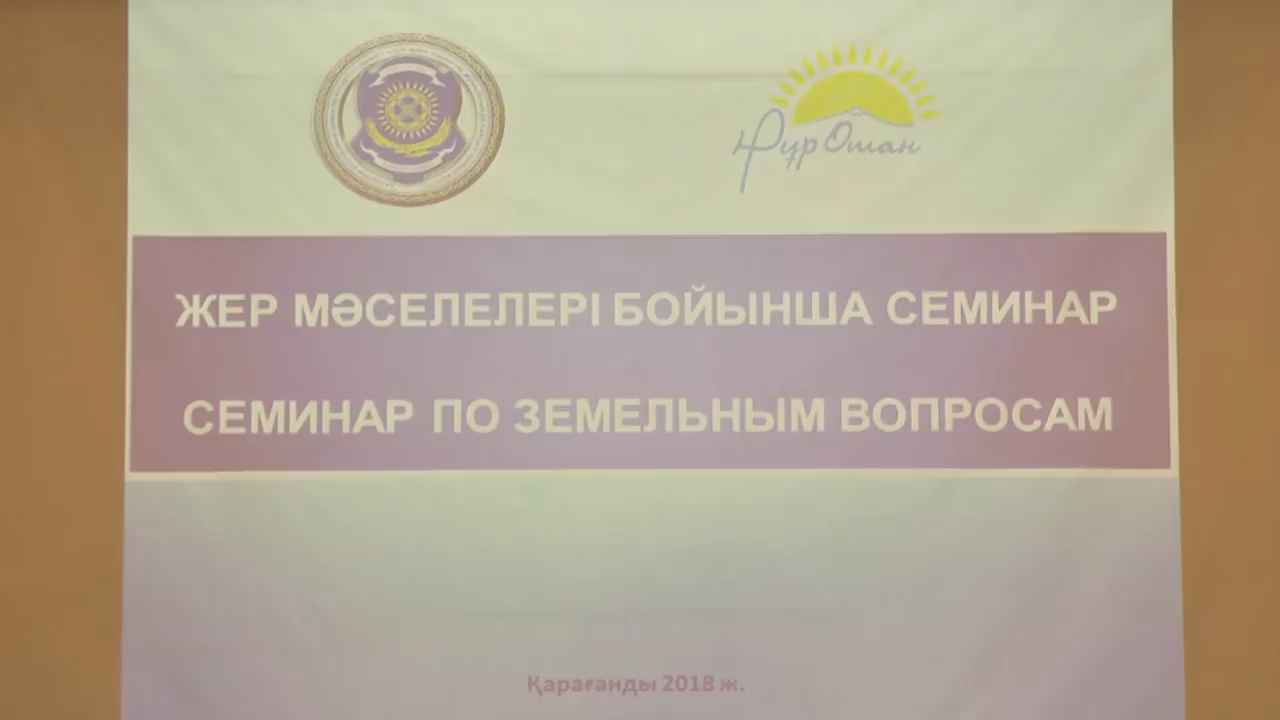 Нұр Отан
ЖЕР МӘСЕЛЕЛЕРІ БОЙЫНША СЕМИНАР
СЕМИНАР ПО ЗЕМЕЛЬНЫМ ВОПРОСАМ
Қарағанды 2018 ж.